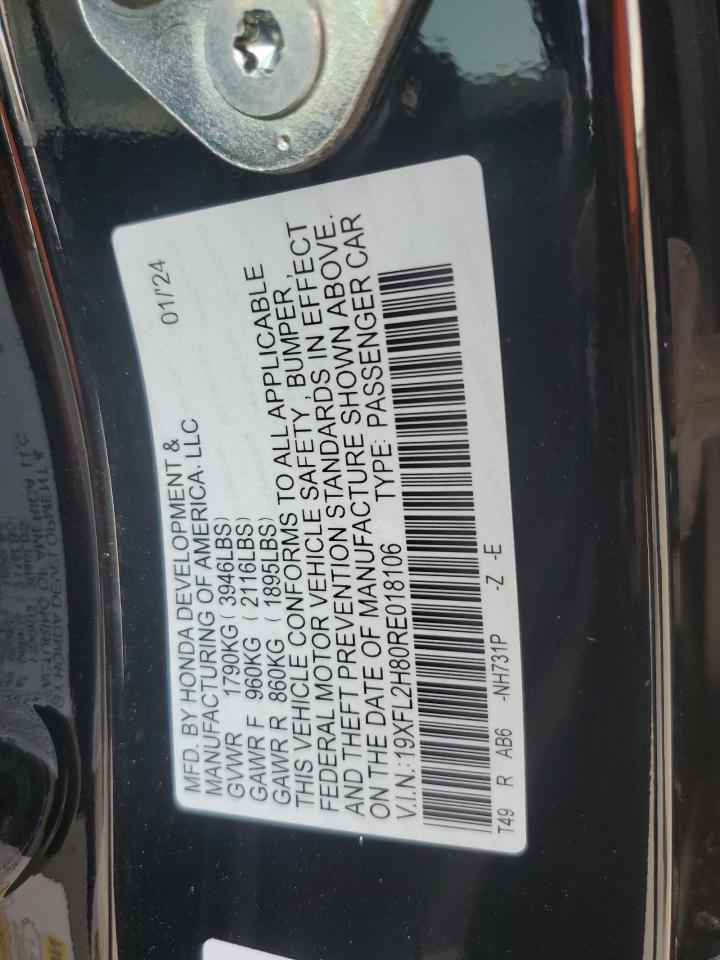 MFD. BY HONDA DEVELOPMENT &
MANUFACTURING OF AMERICA. LLC 01/'24
GVWR 1790KG ( 3946LBS)
GAWR F 960KG ( 2116LBS)
GAWR R 860KG ( 1895LBS)
THIS VEHICLE CONFORMS TO ALL APPLICABLE
FEDERAL MOTOR VEHICLE SAFETY, BUMPER ,
AND THEFT PREVENTION STANDARDS IN EFFECT
ON THE DATE OF MANUFACTURE SHOWN ABOVE.
V.I.N.:19XFL2H80RE018106 TYPE: PASSENGER CAR
T49 R AB6 -NH731P -Z -E